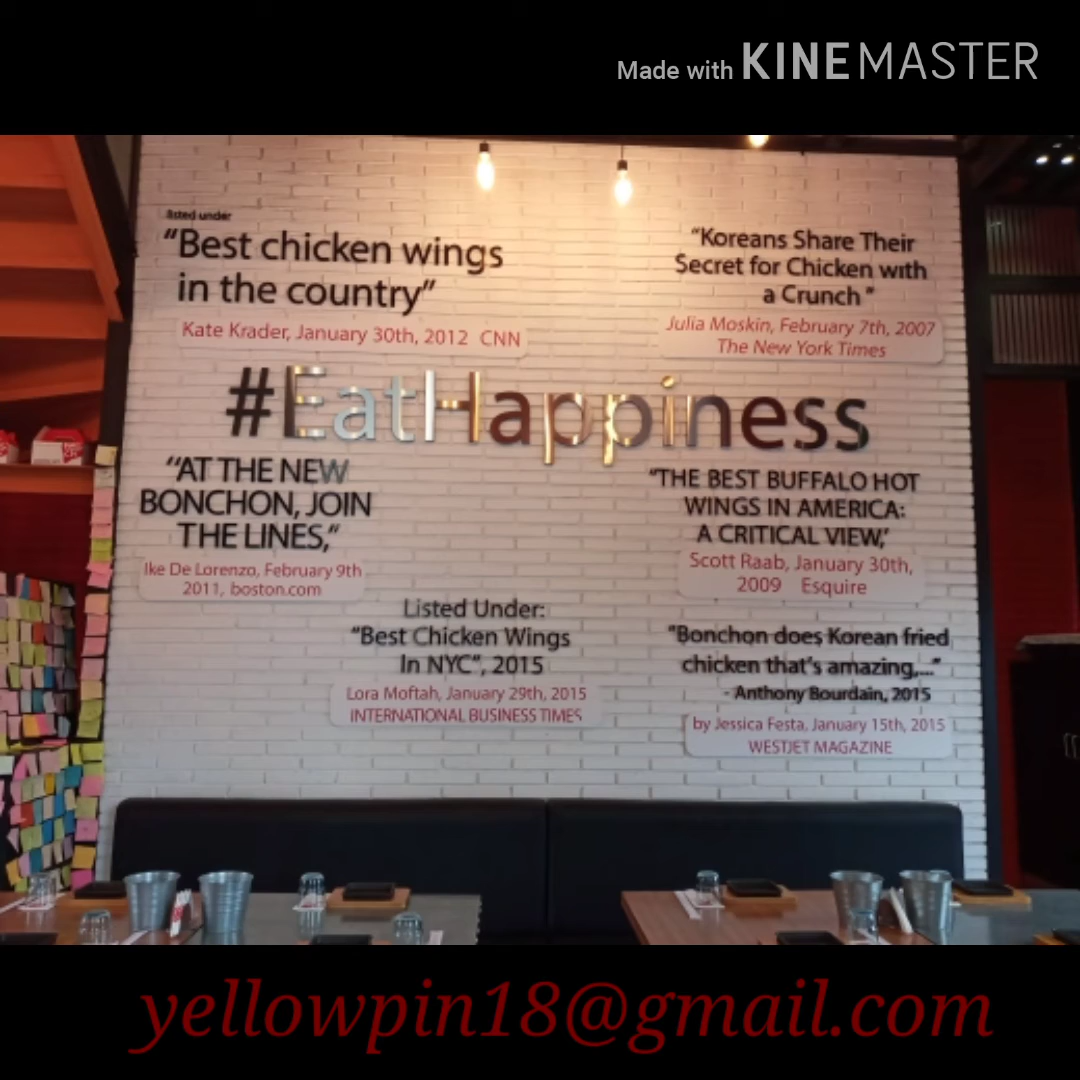 Made with KINEMASTER
listed under
"Best chicken wings
in the country"
Kate Krader, January 30th, 2012 CNN
"Koreans Share Their
Secret for Chicken with
a Crunch"
Julia Moskin, February 7th, 2007
The New York Times
#EatHappiness
"AT THE NEW
BONCHON, JOIN
THE LINES,"
Ike De Lorenzo, February 9th
2011, boston.com
"THE BEST BUFFALO HOT
WINGS IN AMERICA:
A CRITICAL VIEW,"
Scott Raab, January 30th,
2009 Esquire
Listed Under:
"Best Chicken Wings
In NYC", 2015
Lora Moftah, January 29th, 2015
INTERNATIONAL BUSINESS TIMES
"Bonchon does Korean fried
chicken that's amazing,..."
- Anthony Bourdain, 2015
by Jessica Festa, January 15th, 2015
WESTJET MAGAZINE
yellowpin18@gmail.com